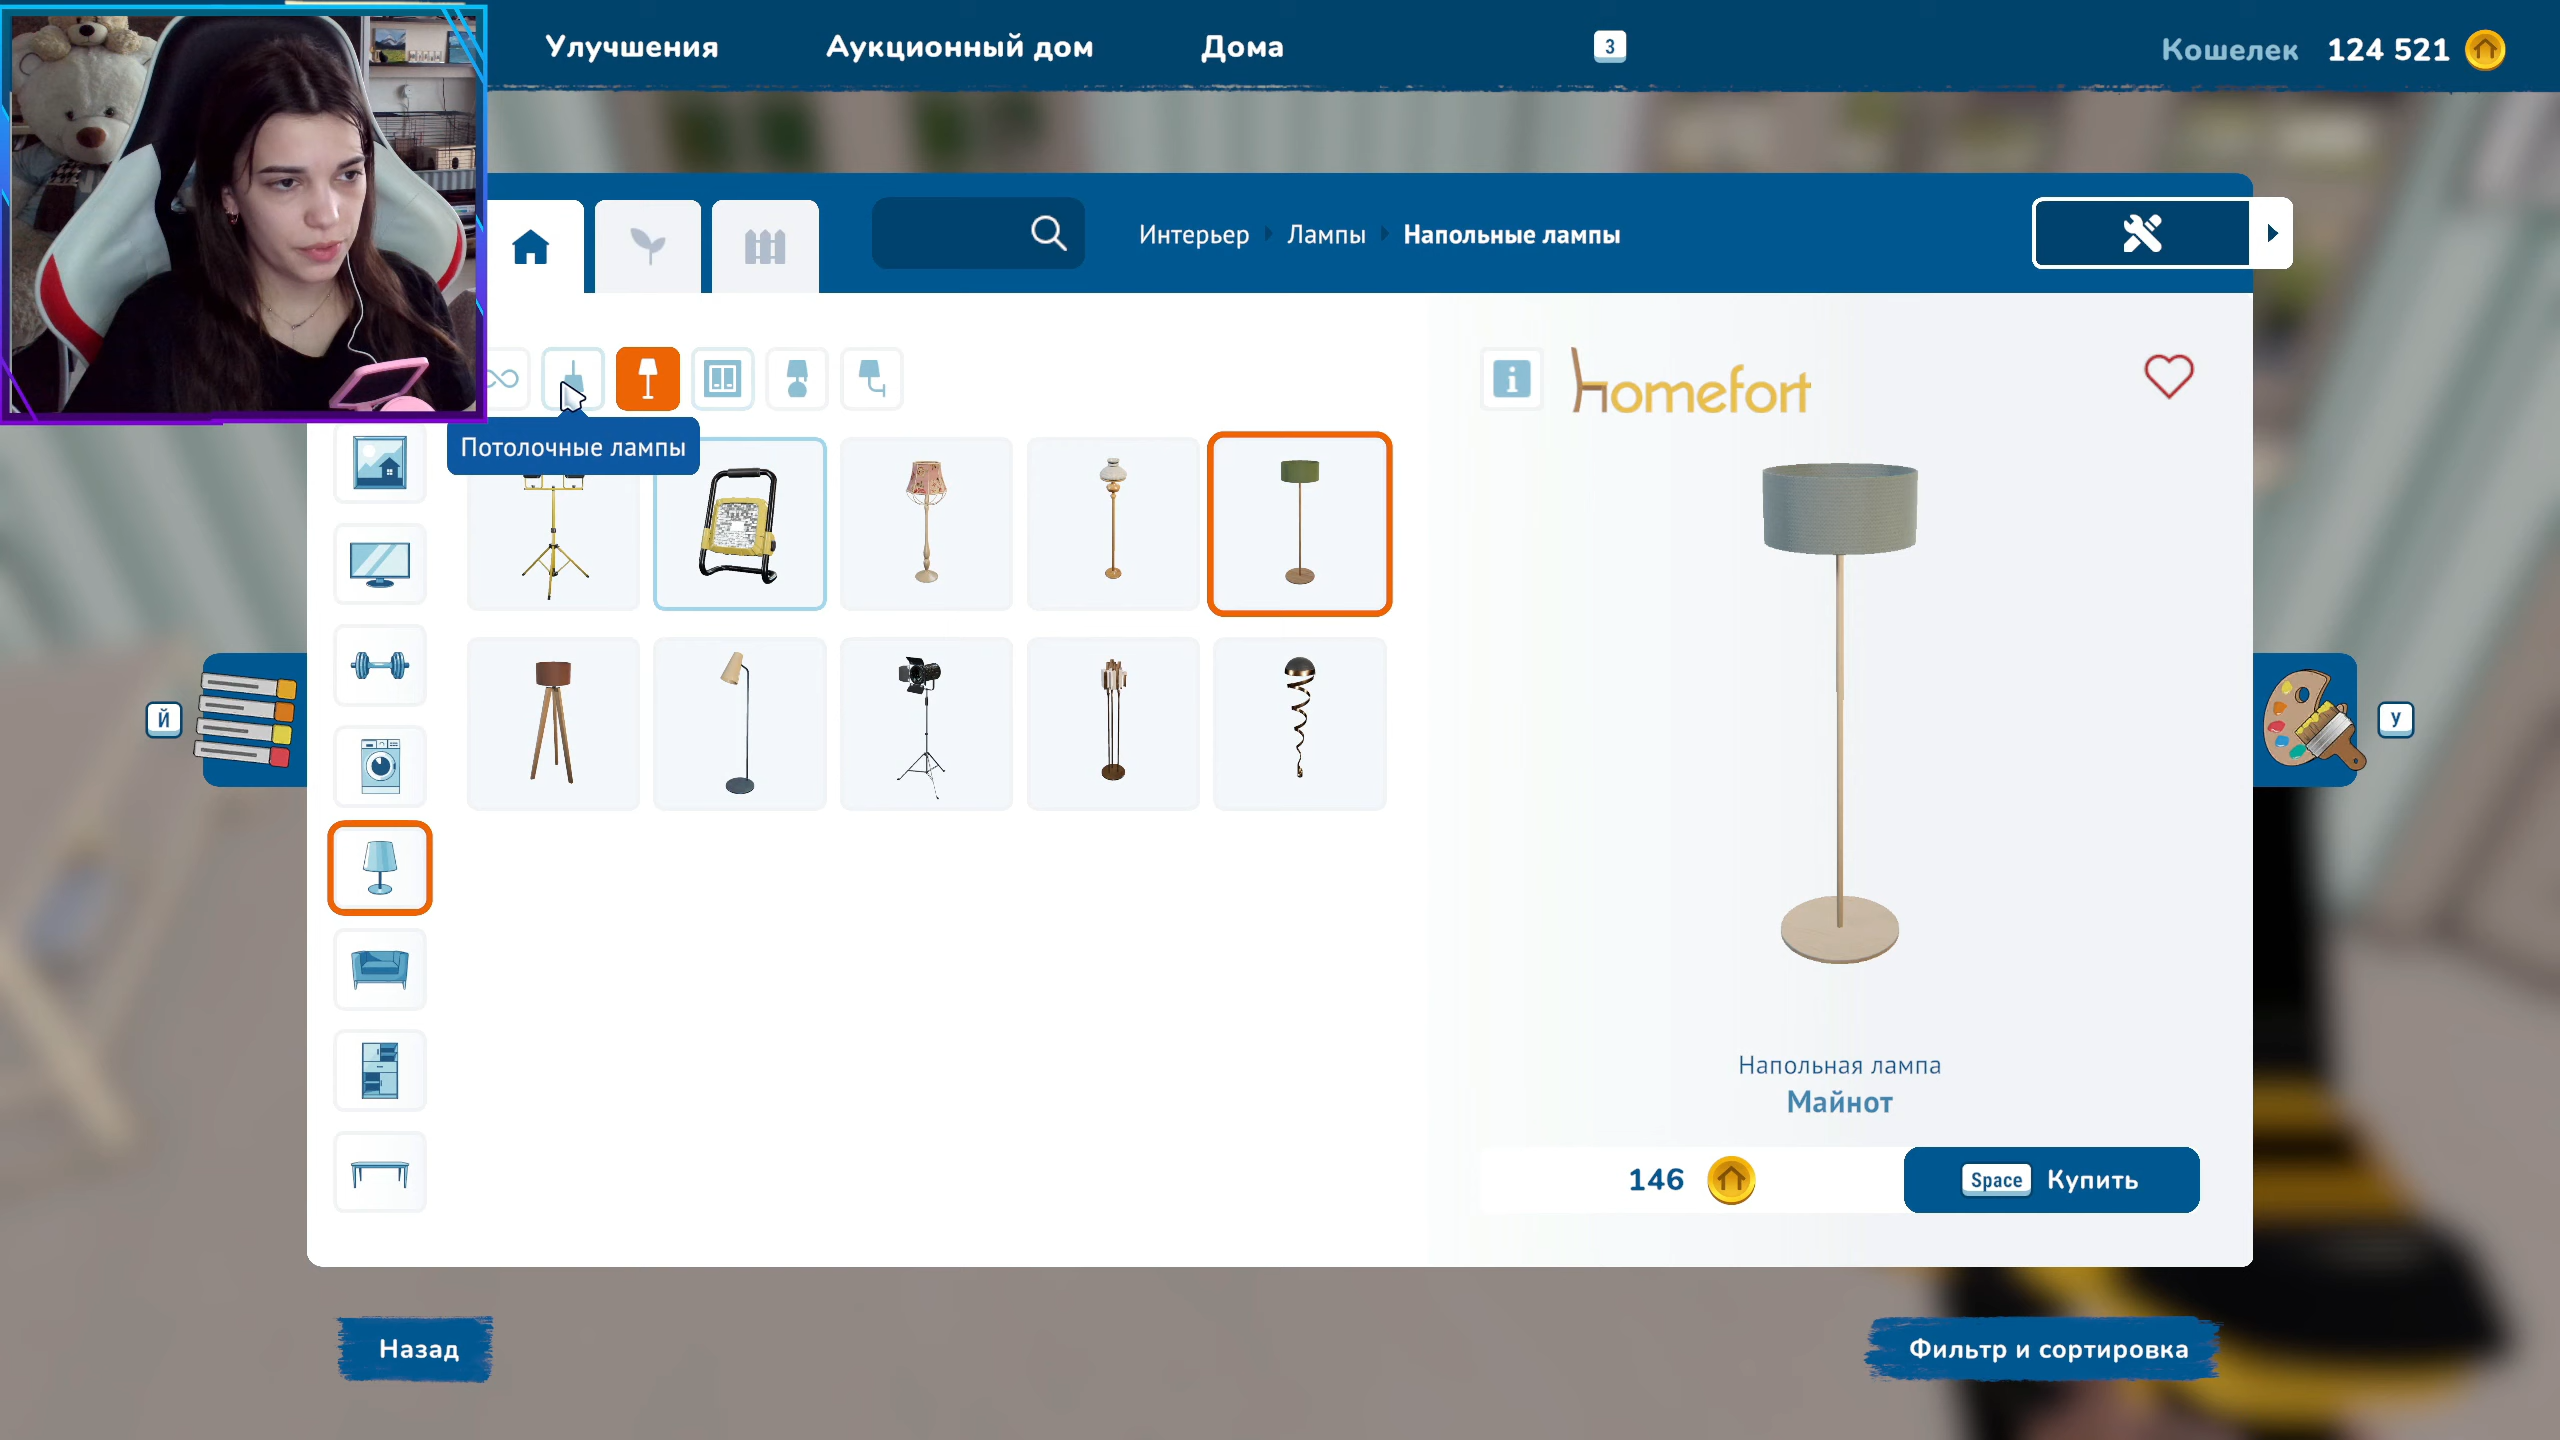 Улучшения
Аукционный дом
Дома
3
Кошелек 124 521
Интерьер Лампы Напольные лампы
homefort
Потолочные лампы
Й
У
Напольная лампа
Майнот
146
Space Купить
Назад
Фильтр и сортировка